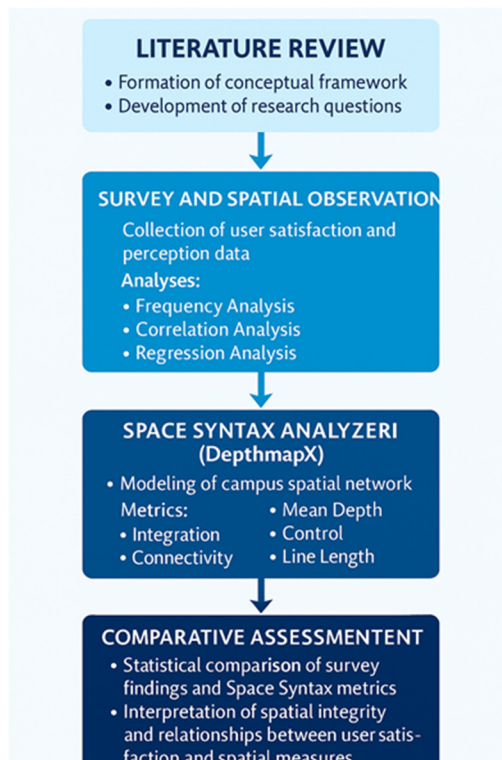 LITERATURE REVIEW
• Formation of conceptual framework
• Development of research questions
SURVEY AND SPATIAL OBSERVATION
Collection of user satisfaction and
perception data
Analyses:
• Frequency Analysis
• Correlation Analysis
• Regression Analysis
SPACE SYNTAX ANALYZERI
(DepthmapX)
• Modeling of campus spatial network
Metrics:
• Integration
• Connectivity
• Mean Depth
• Control
• Line Length
COMPARATIVE ASSESSMENTENT
• Statistical comparison of survey
findings and Space Syntax metrics
• Interpretation of spatial integrity
and relationships between user satis-
faction and spatial measures